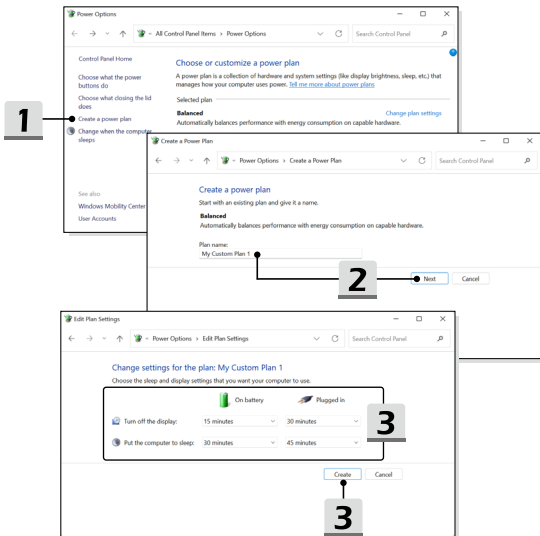 Power Options
All Control Panel Items > Power Options
Search Control Panel
Control Panel Home
Choose what the power
buttons do
Choose what closing the lid
does
Create a power plan
Change when the computer
sleeps
See also
Windows Mobility Center
User Accounts
Choose or customize a power plan
A power plan is a collection of hardware and system settings (like display brightness, sleep, etc.) that
manages how your computer uses power. Tell me more about power plans
Selected plan
Balanced
Change plan settings
Automatically balances performance with energy consumption on capable hardware.
1
Create a Power Plan
Power Options > Create a Power Plan
Search Control Panel
Create a power plan
Start with an existing plan and give it a name.
Balanced
Automatically balances performance with energy consumption on capable hardware.
Plan name:
My Custom Plan 1
2
Next
Cancel
Edit Plan Settings
Power Options > Edit Plan Settings
Search Control Panel
Change settings for the plan: My Custom Plan 1
Choose the sleep and display settings that you want your computer to use.
On battery
Plugged in
Turn off the display:
15 minutes
30 minutes
Put the computer to sleep:
30 minutes
45 minutes
3
Create
Cancel
3